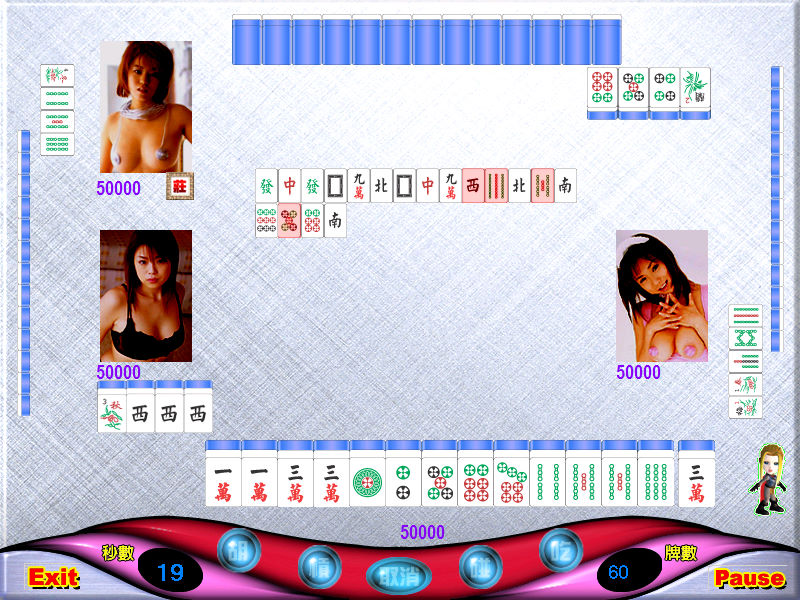 50000
莊
發 中 發 九萬 北 中 九萬 西 北 南
南
50000
50000
3 秋 西 西 西
一萬 一萬 三萬 三萬 三萬
50000
秒數 19
胡 槓 取消 碰 吃
60 牌數
Exit
Pause